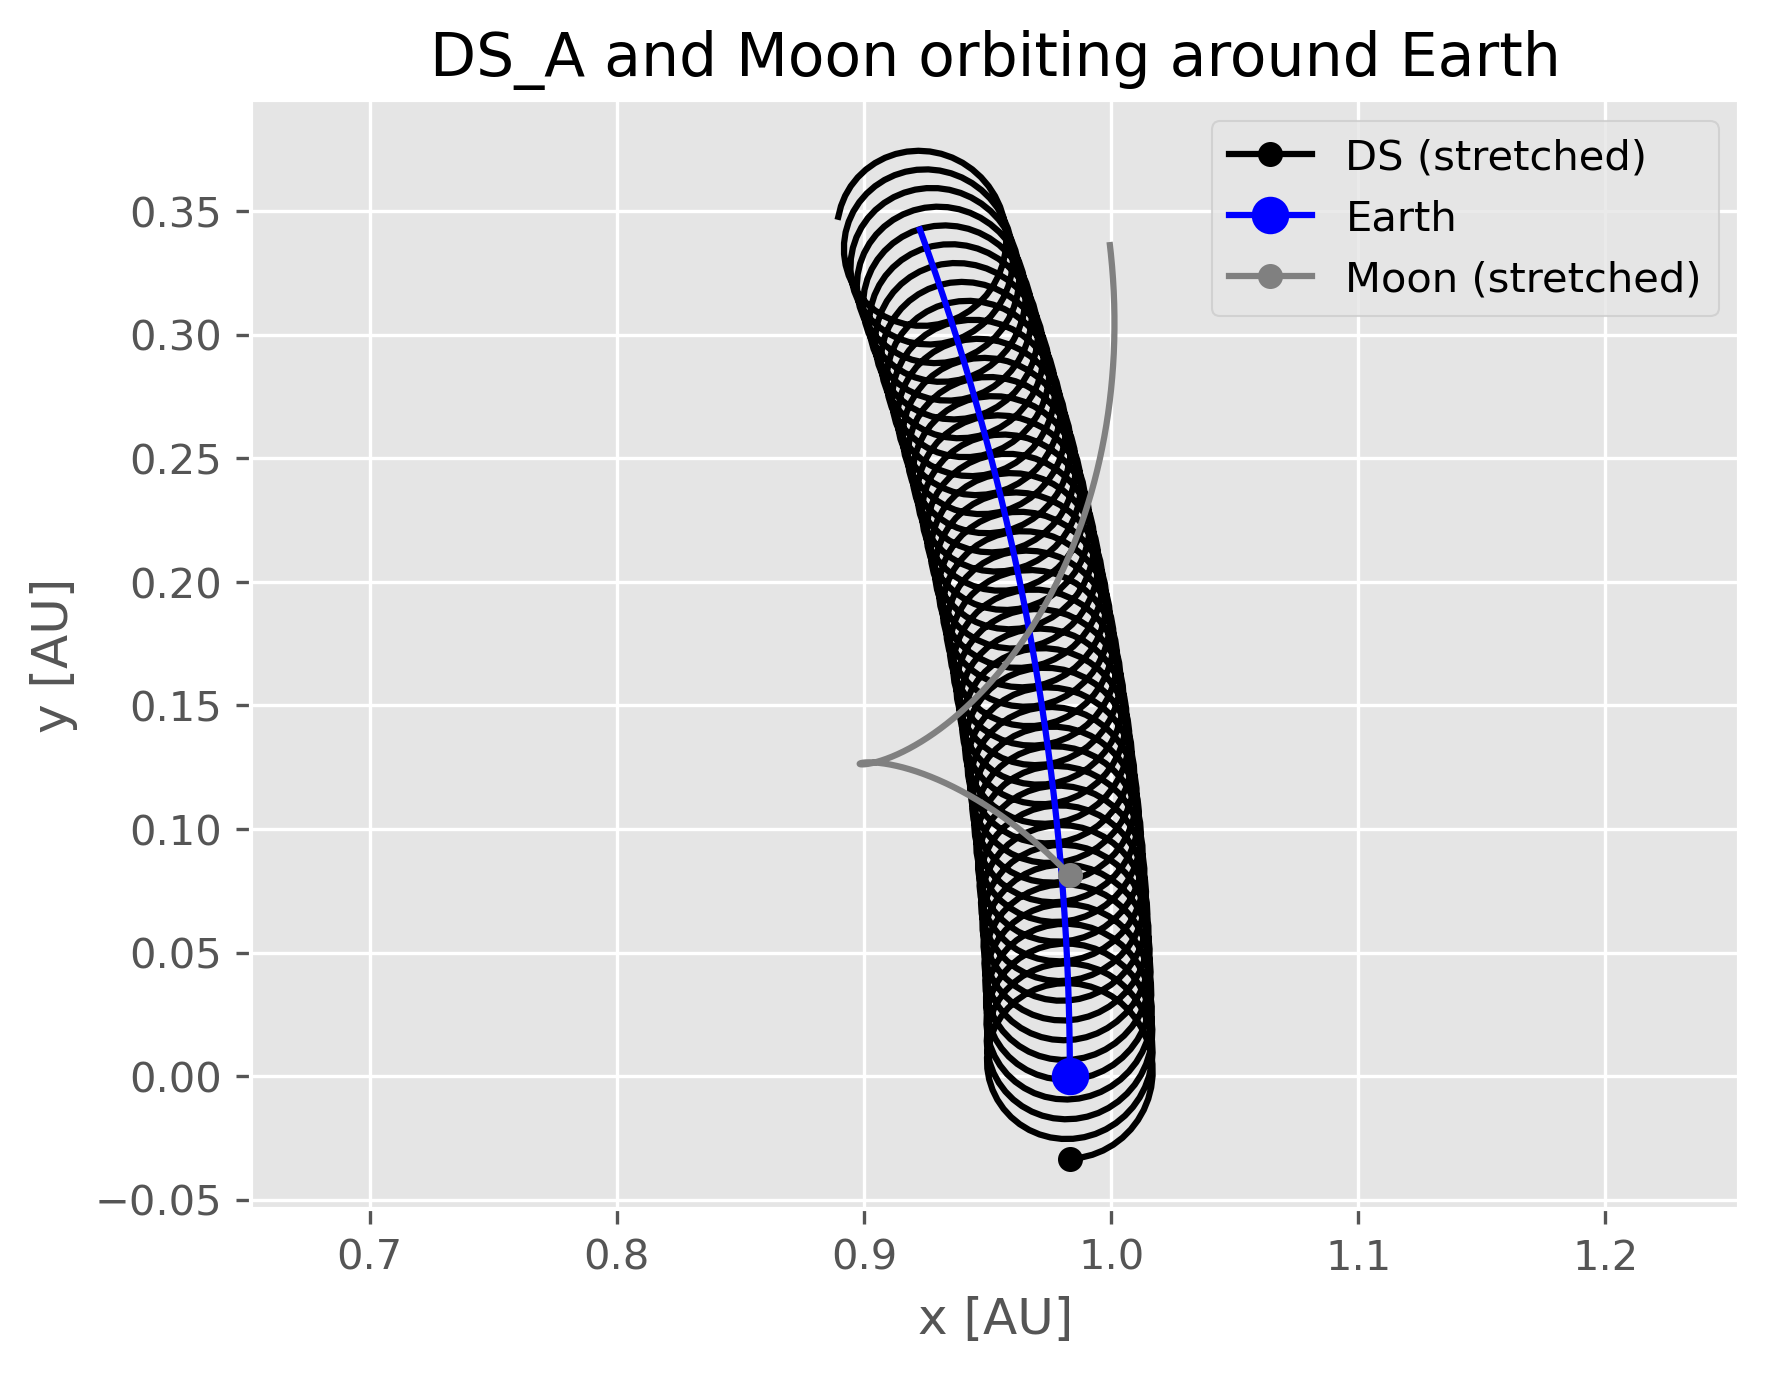 DS_A and Moon orbiting around Earth
DS (stretched)
Earth
Moon (stretched)
0.35
0.30
0.25
0.20
0.15
0.10
0.05
0.00
−0.05
y [AU]
0.7 0.8 0.9 1.0 1.1 1.2
x [AU]